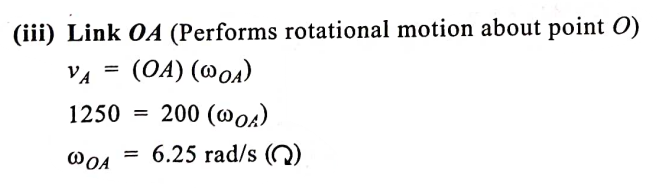 (iii) Link OA (Performs rotational motion about point O)
v_A = (OA) (ω_OA)
1250 = 200 (ω_OA)
ω_OA = 6.25 rad/s (↻)